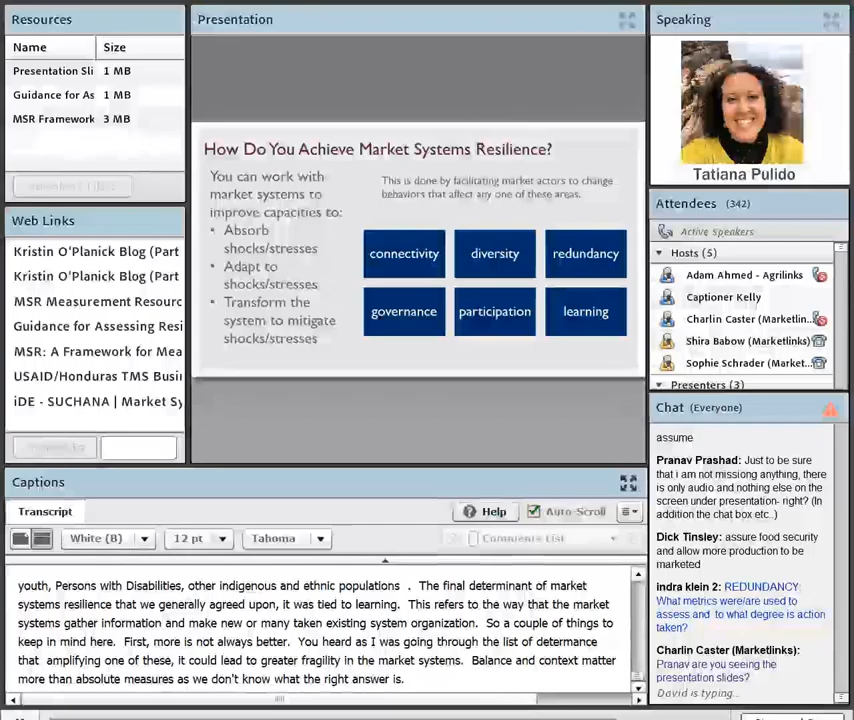 Resources
Name
Size
Presentation Sli
1 MB
Guidance for As
1 MB
MSR Framework
3 MB
Web Links
Kristin O'Planick Blog (Part
Kristin O'Planick Blog (Part
MSR Measurement Resourc
Guidance for Assessing Resi
MSR: A Framework for Mea
USAID/Honduras TMS Busin
iDE - SUCHANA | Market Sy
Presentation
How Do You Achieve Market Systems Resilience?
You can work with
market systems to
improve capacities to:
• Absorb
shocks/stresses
• Adapt to
shocks/stresses
• Transform the
system to mitigate
shocks/stresses
This is done by facilitating market actors to change
behaviors that affect any one of these areas.
connectivity
diversity
redundancy
governance
participation
learning
Speaking
Tatiana Pulido
Attendees (342)
Active Speakers
Hosts (5)
Adam Ahmed - Agrilinks
Captioner Kelly
Charlin Caster (Marketlin..
Shira Babow (Marketlinks)
Sophie Schrader (Market...
Presenters (3)
Chat (Everyone)
assume
Pranav Prashad: Just to be sure
that i am not missiong anything, there
is only audio and nothing else on the
screen under presentation- right? (In
addition the chat box etc..)
Dick Tinsley: assure food security
and allow more production to be
marketed
indra klein 2: REDUNDANCY:
What metrics were/are used to
assess and to what degree is action
taken?
Charlin Caster (Marketlinks):
Pranav are you seeing the
presentation slides?
David is typing...
Captions
Transcript
Help
Auto-Scroll
White (B)
12 pt
Tahoma
Comments List
youth, Persons with Disabilities, other indigenous and ethnic populations . The final determinant of market
systems resilience that we generally agreed upon, it was tied to learning. This refers to the way that the market
systems gather information and make new or many taken existing system organization. So a couple of things to
keep in mind here. First, more is not always better. You heard as I was going through the list of determance
that amplifying one of these, it could lead to greater fragility in the market systems. Balance and context matter
more than absolute measures as we don't know what the right answer is.